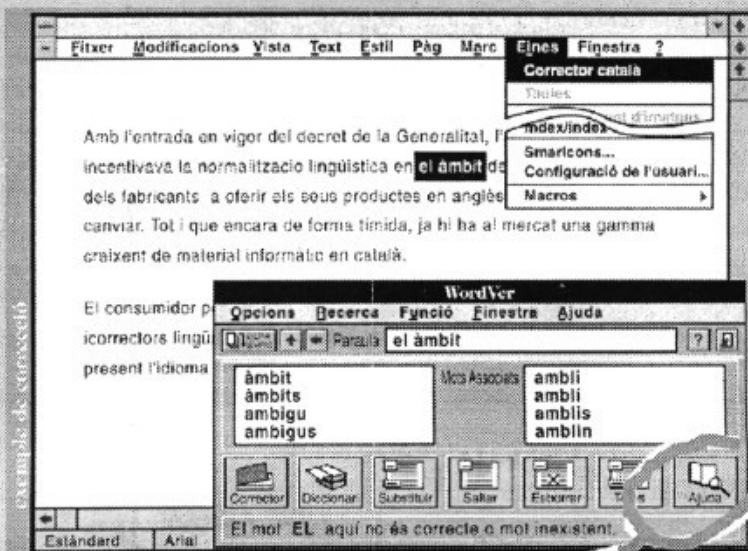 Fitxer Modificacions Vista Text Estil Pàg Marc Eines Finestra ?
Corrector català
Taules
d'imatges
Index/index
Smaricons...
Configuració de l'usuari...
Macros
Amb l'entrada en vigor del decret de la Generalitat, l'
incentivava la normalització lingüística en el àmbit de
dels fabricants a oferir els seus productes en anglès
canviar. Tot i que encara de forma tímida, ja hi ha al mercat una gamma
creixent de material informàtic en català.
El consumidor p
icorrectors lingü
present l'idioma
exemple de correcció
WordVer
Opcions Recerca Funció Finestra Ajuda
Paraula el àmbit ?
àmbit
àmbits
ambigu
ambigus
Mots Associats
ambli
amblí
amblis
amblin
Corrector Diccionar Substituir Saltar Esborrar Ajuda
El mot EL aquí no és correcte o mot inexistent.
Estàndard Arial